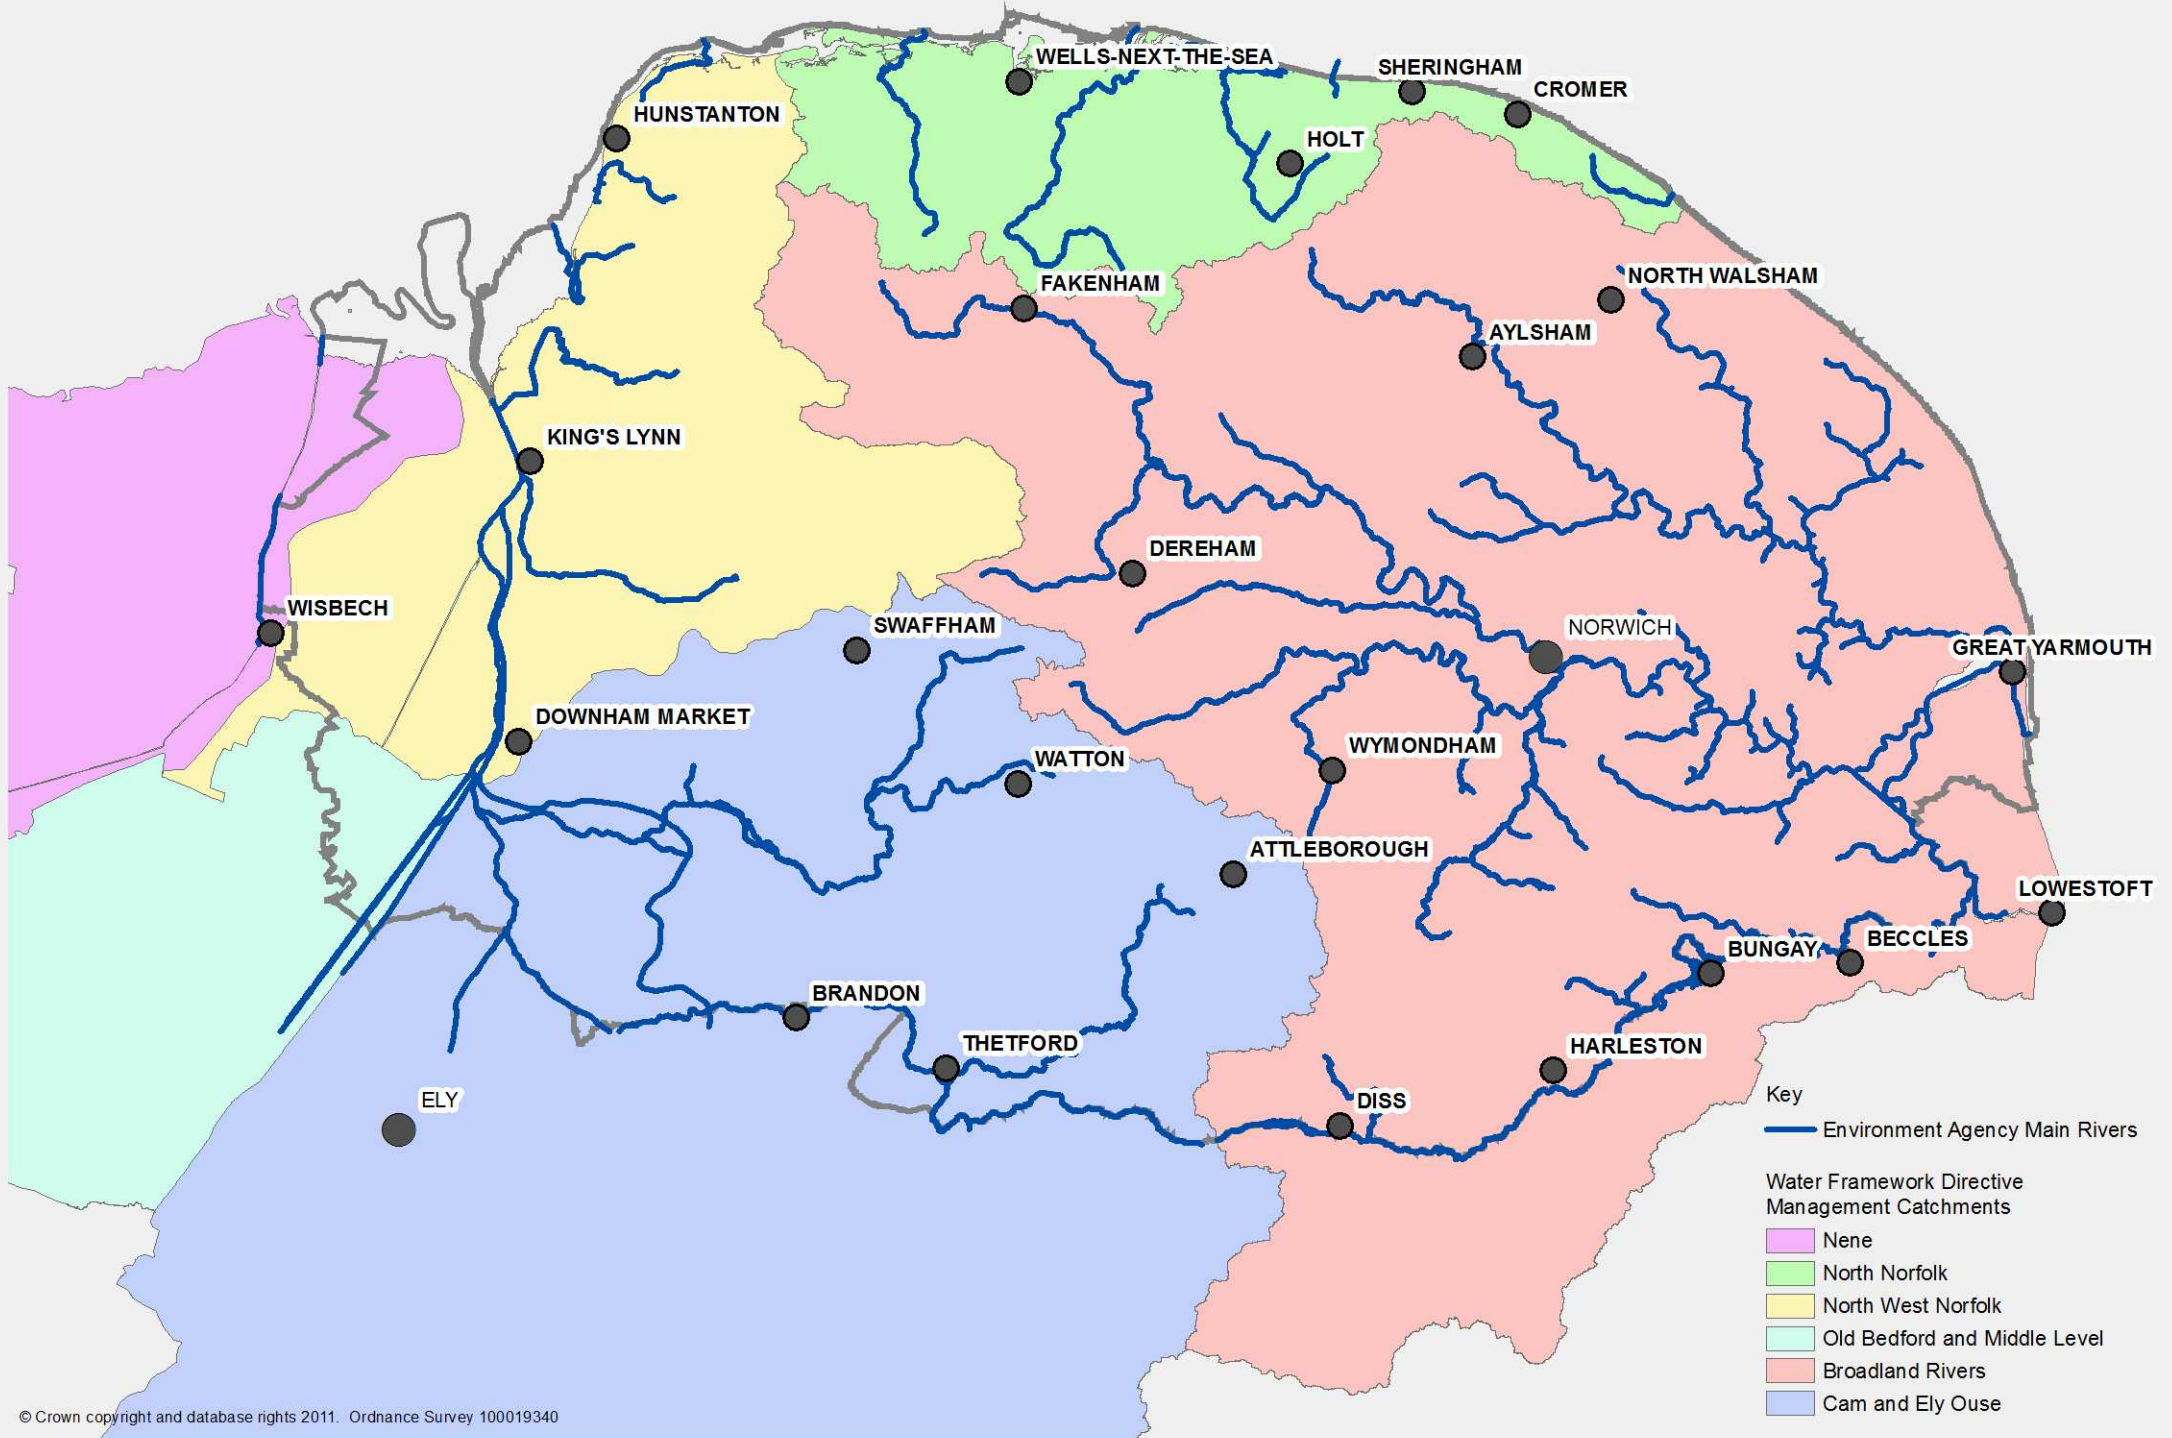 WELLS-NEXT-THE-SEA
SHERINGHAM
CROMER
HUNSTANTON
HOLT
NORTH WALSHAM
FAKENHAM
AYLSHAM
KING'S LYNN
DEREHAM
WISBECH
SWAFFHAM
NORWICH
GREAT YARMOUTH
DOWNHAM MARKET
WATTON
WYMONDHAM
ATTLEBOROUGH
LOWESTOFT
BUNGAY
BECCLES
BRANDON
THETFORD
HARLESTON
ELY
DISS
Key
Environment Agency Main Rivers
Water Framework Directive
Management Catchments
Nene
North Norfolk
North West Norfolk
Old Bedford and Middle Level
Broadland Rivers
Cam and Ely Ouse
© Crown copyright and database rights 2011. Ordnance Survey 100019340